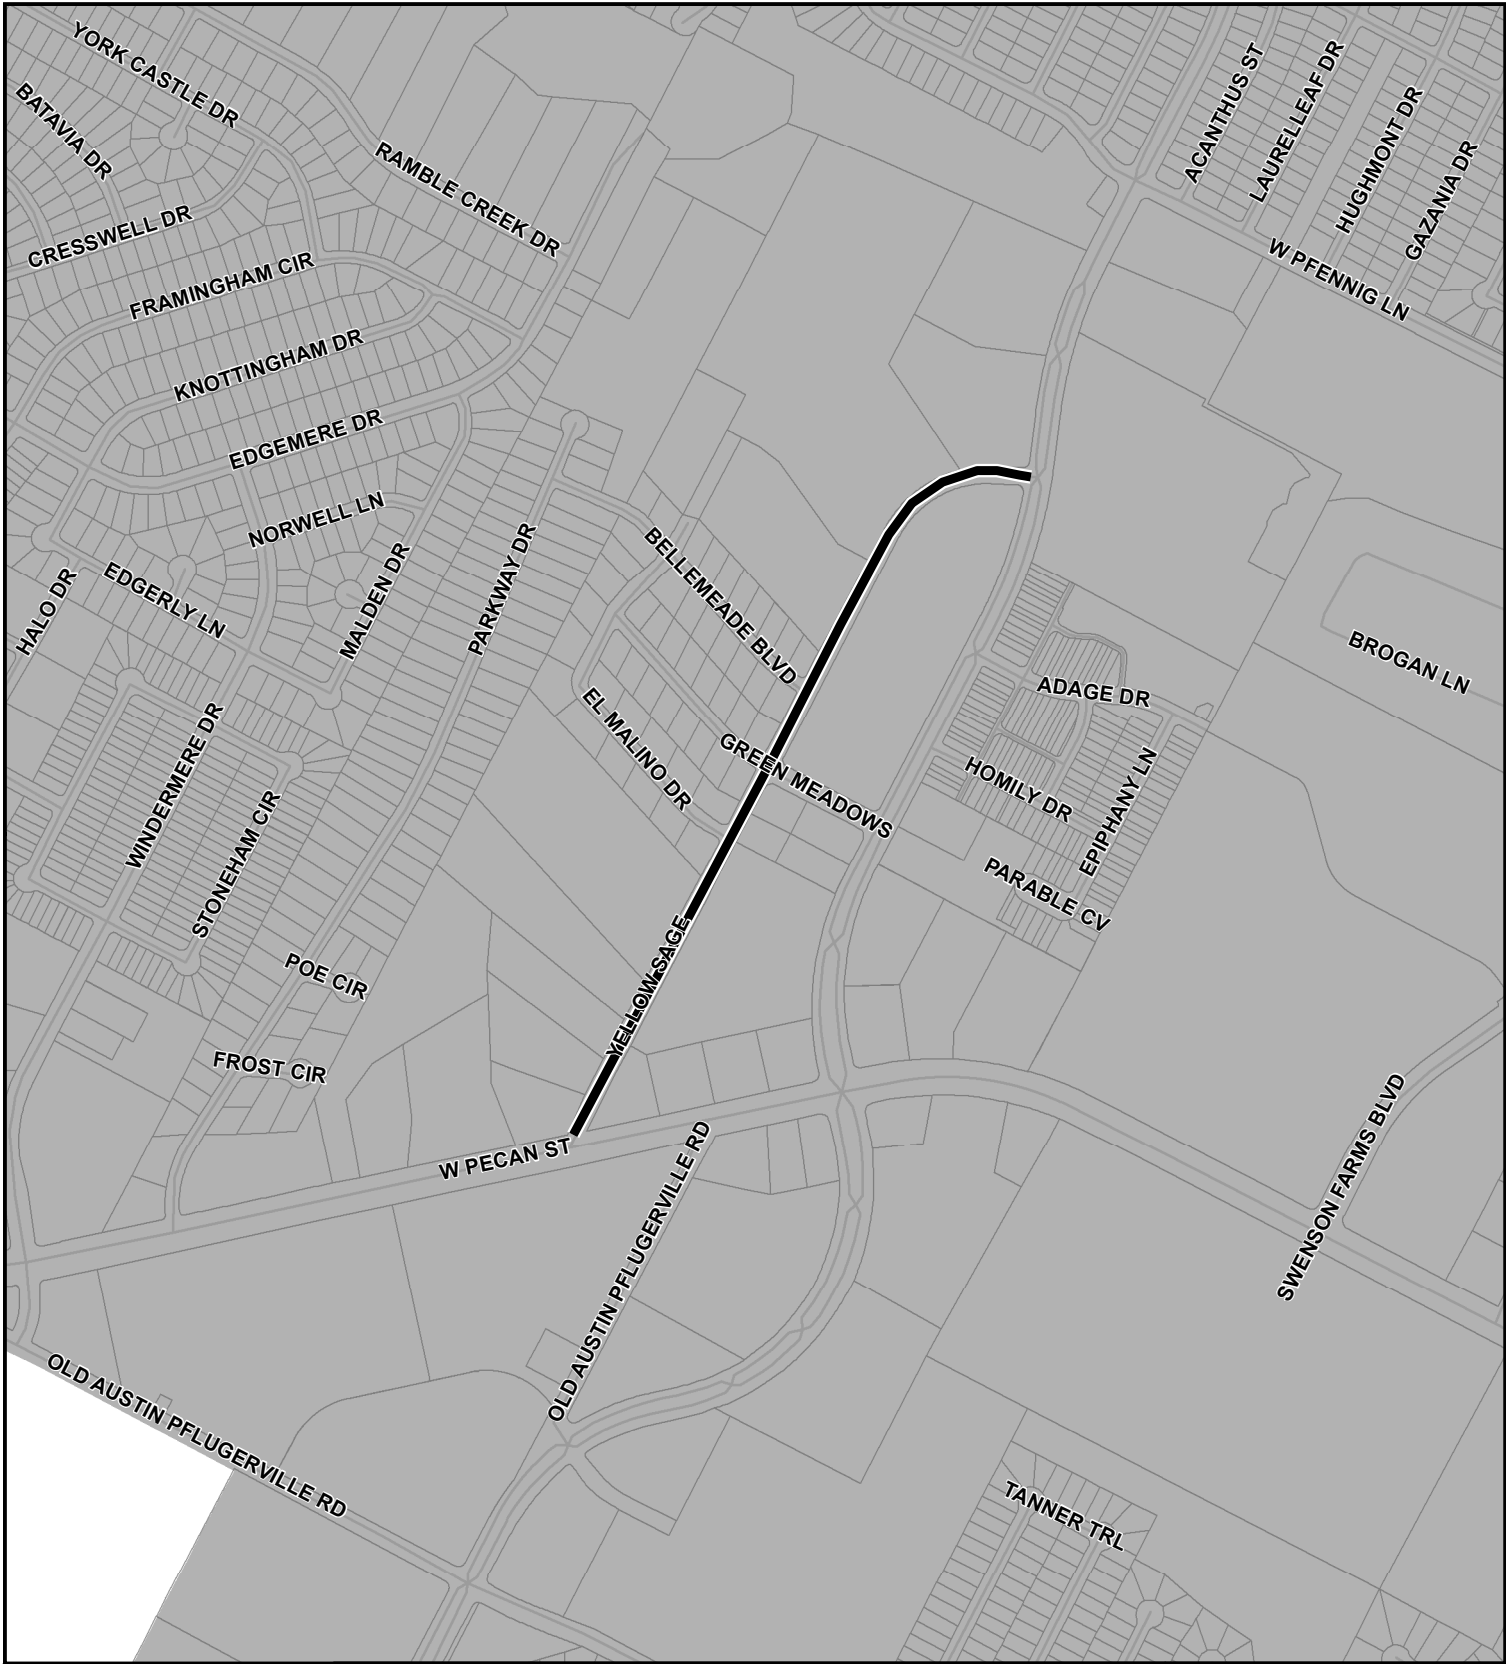 YORK CASTLE DR
BATAVIA DR
RAMBLE CREEK DR
ACANTHUS ST
LAURELLEAF DR
HUGHMONT DR
GAZANIA DR
CRESSWELL DR
FRAMINGHAM CIR
W PFENNIG LN
KNOTTINGHAM DR
EDGEMERE DR
NORWELL LN
EDGERLY LN
HALO DR
MALDEN DR
PARKWAY DR
BELLEMEADE BLVD
BROGAN LN
ADAGE DR
EL MALINO DR
GREEN MEADOWS
HOMILY DR
EPIPHANY LN
WINDERMERE DR
STONEHAM CIR
PARABLE CV
POE CIR
YELLOW SAGE
FROST CIR
W PECAN ST
OLD AUSTIN PFLUGERVILLE RD
SWENSON FARMS BLVD
OLD AUSTIN PFLUGERVILLE RD
TANNER TRL